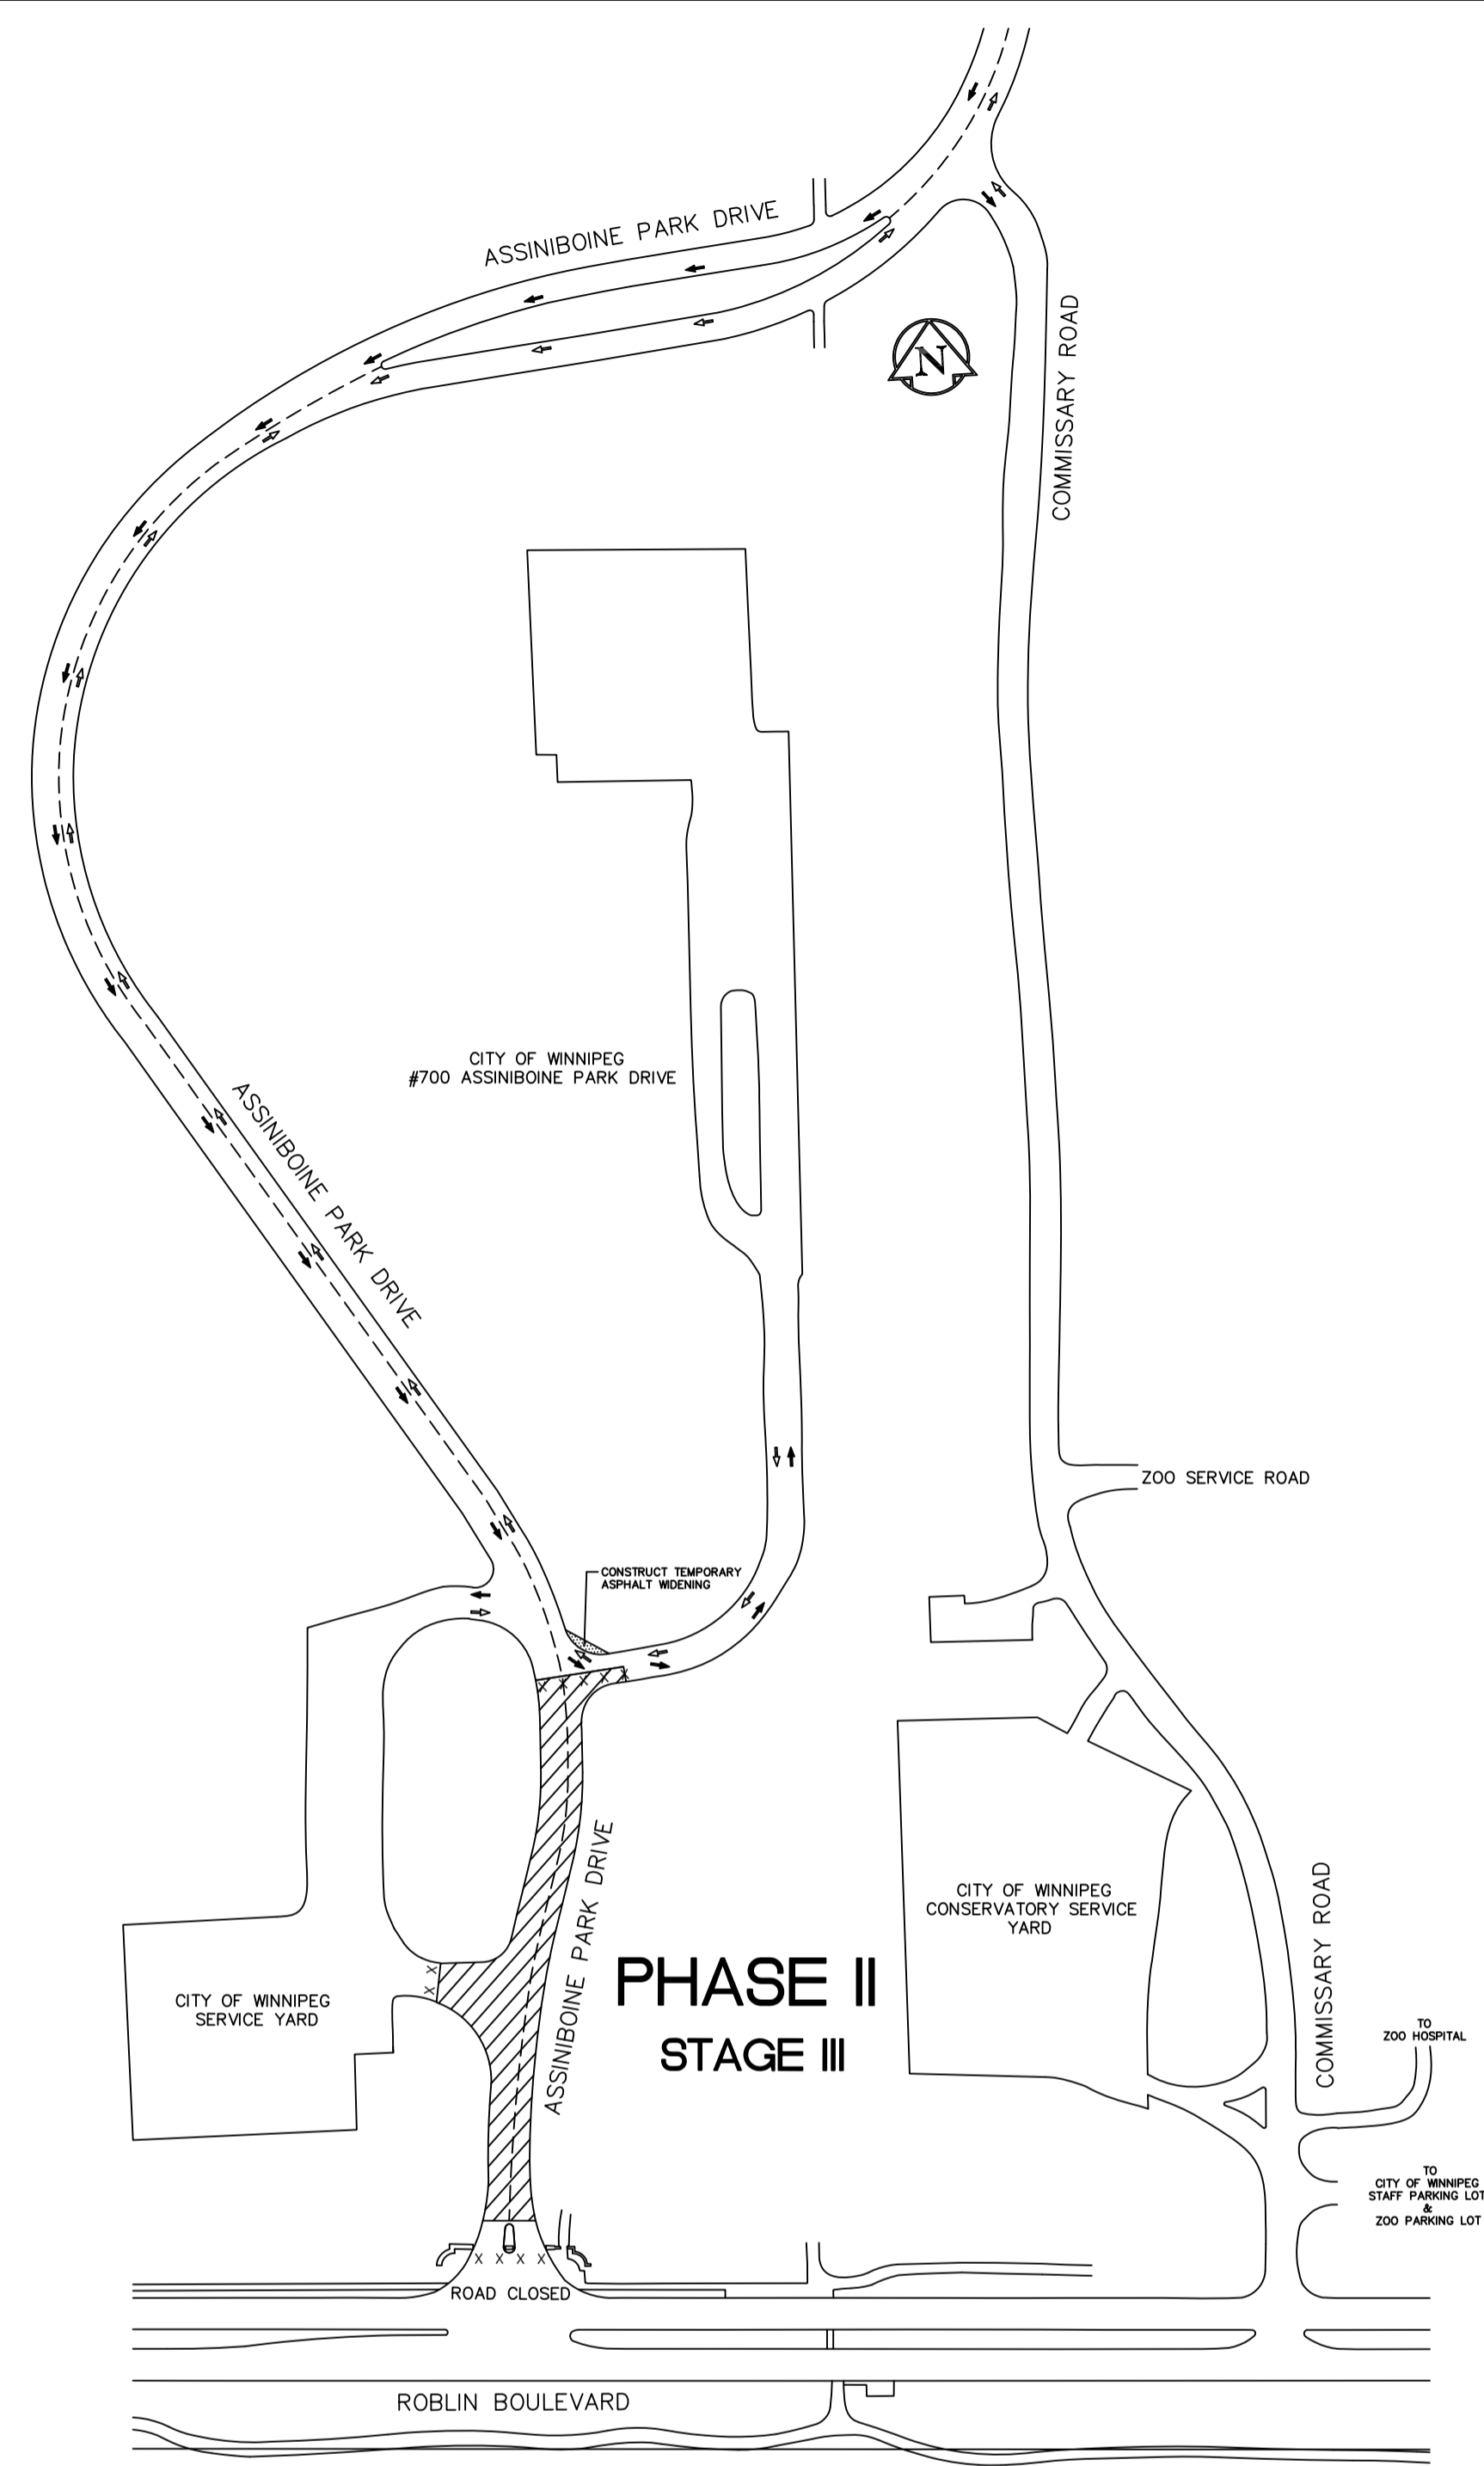 ASSINIBOINE PARK DRIVE
N
COMMISSARY ROAD
CITY OF WINNIPEG
#700 ASSINIBOINE PARK DRIVE
ASSINIBOINE PARK DRIVE
ZOO SERVICE ROAD
CONSTRUCT TEMPORARY
ASPHALT WIDENING
X X X X X
ASSINIBOINE PARK DRIVE
CITY OF WINNIPEG
CONSERVATORY SERVICE
YARD
COMMISSARY ROAD
PHASE II
STAGE III
X X
CITY OF WINNIPEG
SERVICE YARD
TO
ZOO HOSPITAL
TO
CITY OF WINNIPEG
STAFF PARKING LOT
&
ZOO PARKING LOT
X X X X
ROAD CLOSED
ROBLIN BOULEVARD